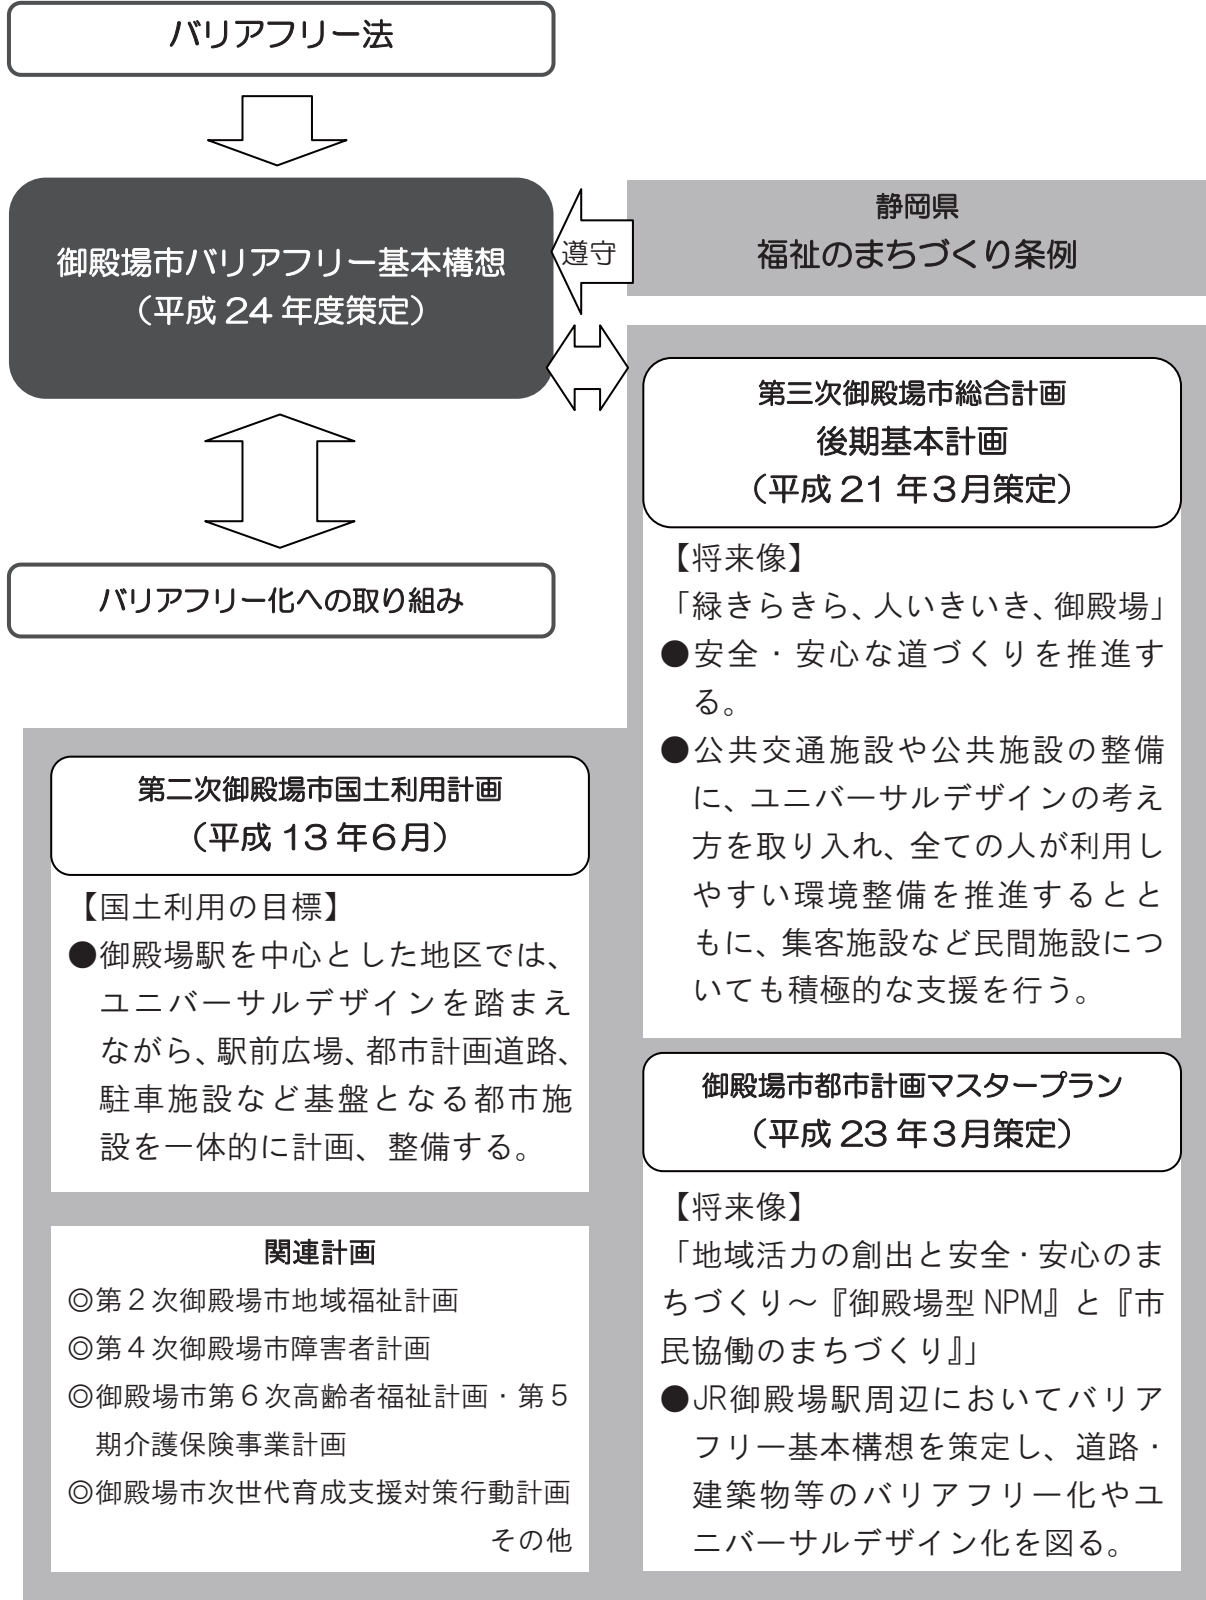 バリアフリー法
御殿場市バリアフリー基本構想
（平成 24 年度策定）
遵守
静岡県
福祉のまちづくり条例
バリアフリー化への取り組み
第三次御殿場市総合計画
後期基本計画
（平成 21 年３月策定）
【将来像】
「緑きらきら、人いきいき、御殿場」
●安全・安心な道づくりを推進す
る。
●公共交通施設や公共施設の整備
に、ユニバーサルデザインの考え
方を取り入れ、全ての人が利用し
やすい環境整備を推進するとと
もに、集客施設など民間施設につ
いても積極的な支援を行う。
第二次御殿場市国土利用計画
（平成 13 年６月）
【国土利用の目標】
●御殿場駅を中心とした地区では、
ユニバーサルデザインを踏まえ
ながら、駅前広場、都市計画道路、
駐車施設など基盤となる都市施
設を一体的に計画、整備する。
関連計画
◎第２次御殿場市地域福祉計画
◎第４次御殿場市障害者計画
◎御殿場市第６次高齢者福祉計画・第５
期介護保険事業計画
◎御殿場市次世代育成支援対策行動計画
その他
御殿場市都市計画マスタープラン
（平成 23 年３月策定）
【将来像】
「地域活力の創出と安全・安心のま
ちづくり～『御殿場型 NPM』と『市
民協働のまちづくり』」
●JR御殿場駅周辺においてバリア
フリー基本構想を策定し、道路・
建築物等のバリアフリー化やユ
ニバーサルデザイン化を図る。